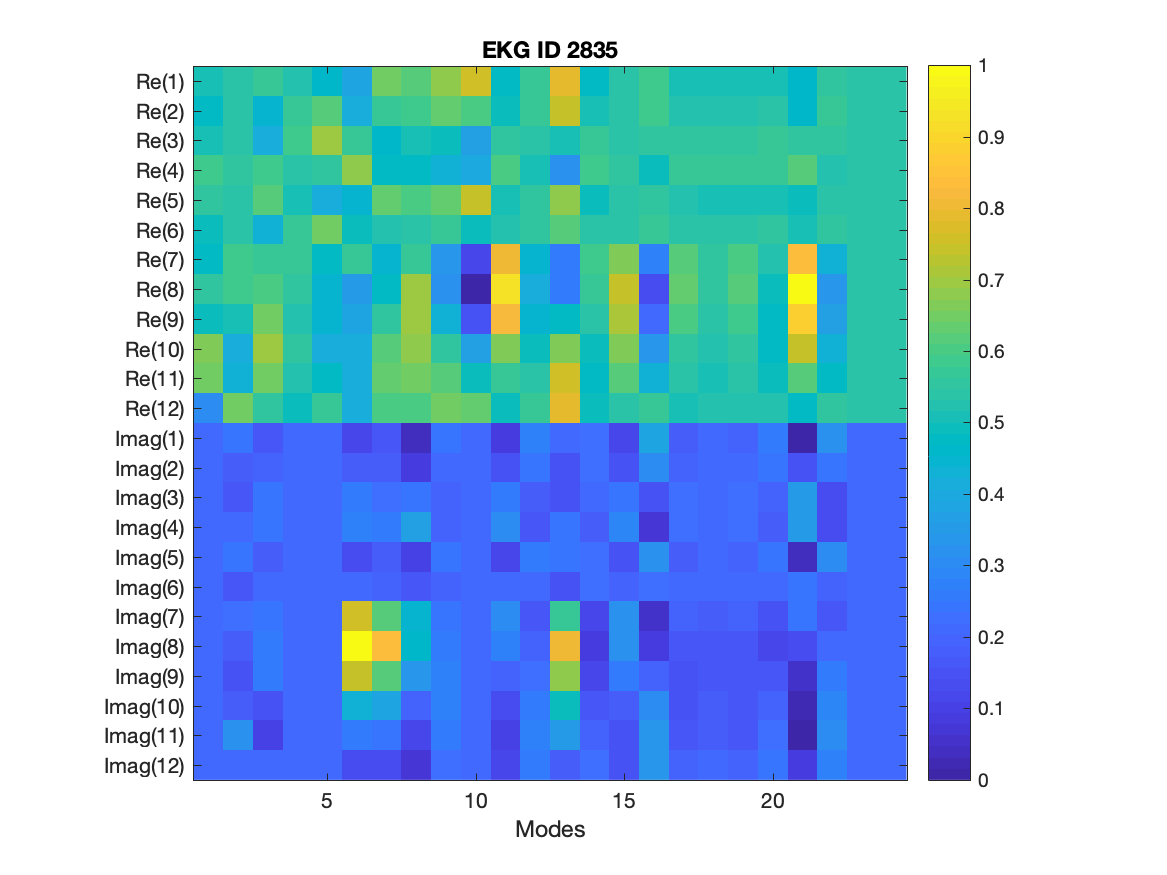 EKG ID 2835
Re(1)
Re(2)
Re(3)
Re(4)
Re(5)
Re(6)
Re(7)
Re(8)
Re(9)
Re(10)
Re(11)
Re(12)
Imag(1)
Imag(2)
Imag(3)
Imag(4)
Imag(5)
Imag(6)
Imag(7)
Imag(8)
Imag(9)
Imag(10)
Imag(11)
Imag(12)
5 10 15 20
Modes
1
0.9
0.8
0.7
0.6
0.5
0.4
0.3
0.2
0.1
0